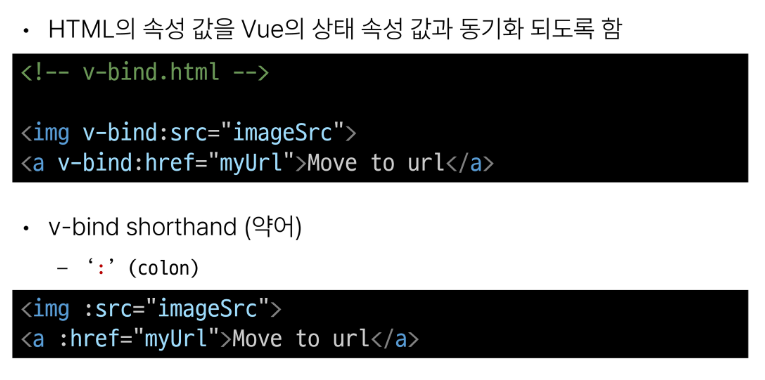 • HTML의 속성 값을 Vue의 상태 속성 값과 동기화 되도록 함
<!-- v-bind.html -->
<img v-bind:src="imageSrc">
<a v-bind:href="myUrl">Move to url</a>
• v-bind shorthand (약어)
– ‘:’ (colon)
<img :src="imageSrc">
<a :href="myUrl">Move to url</a>